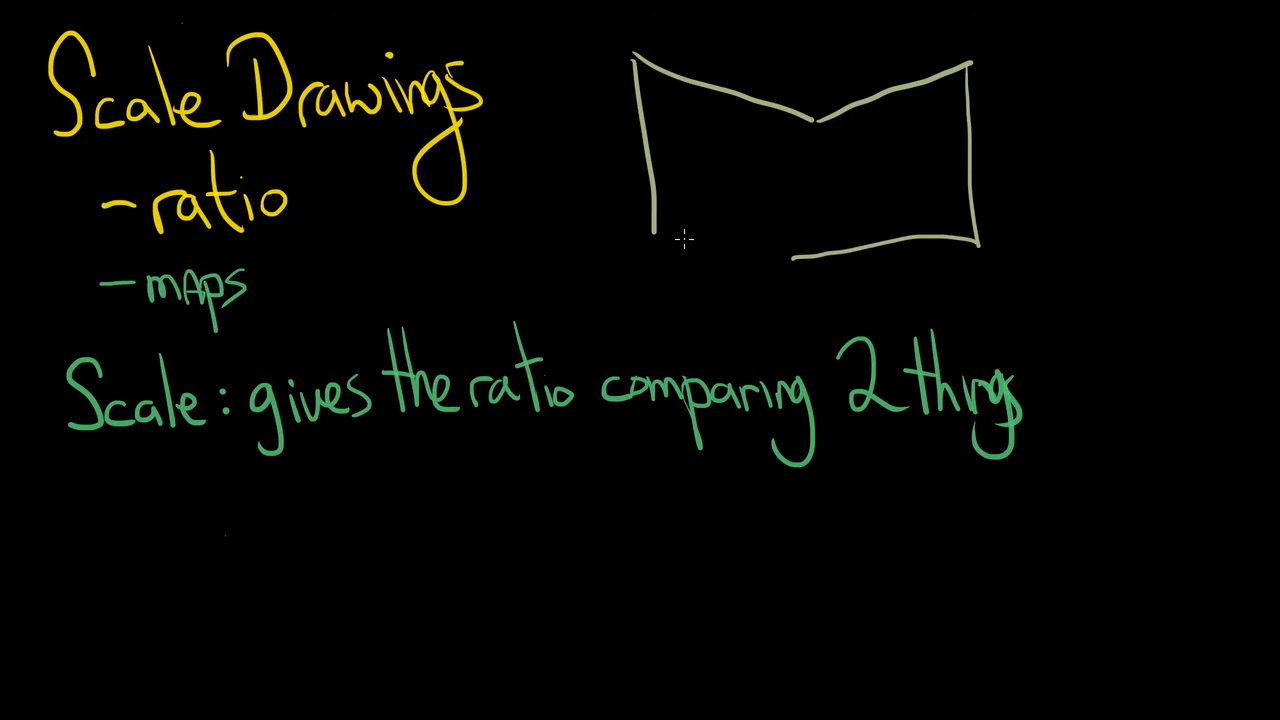 Scale Drawings
- ratio
- maps
Scale: gives the ratio comparing 2 things